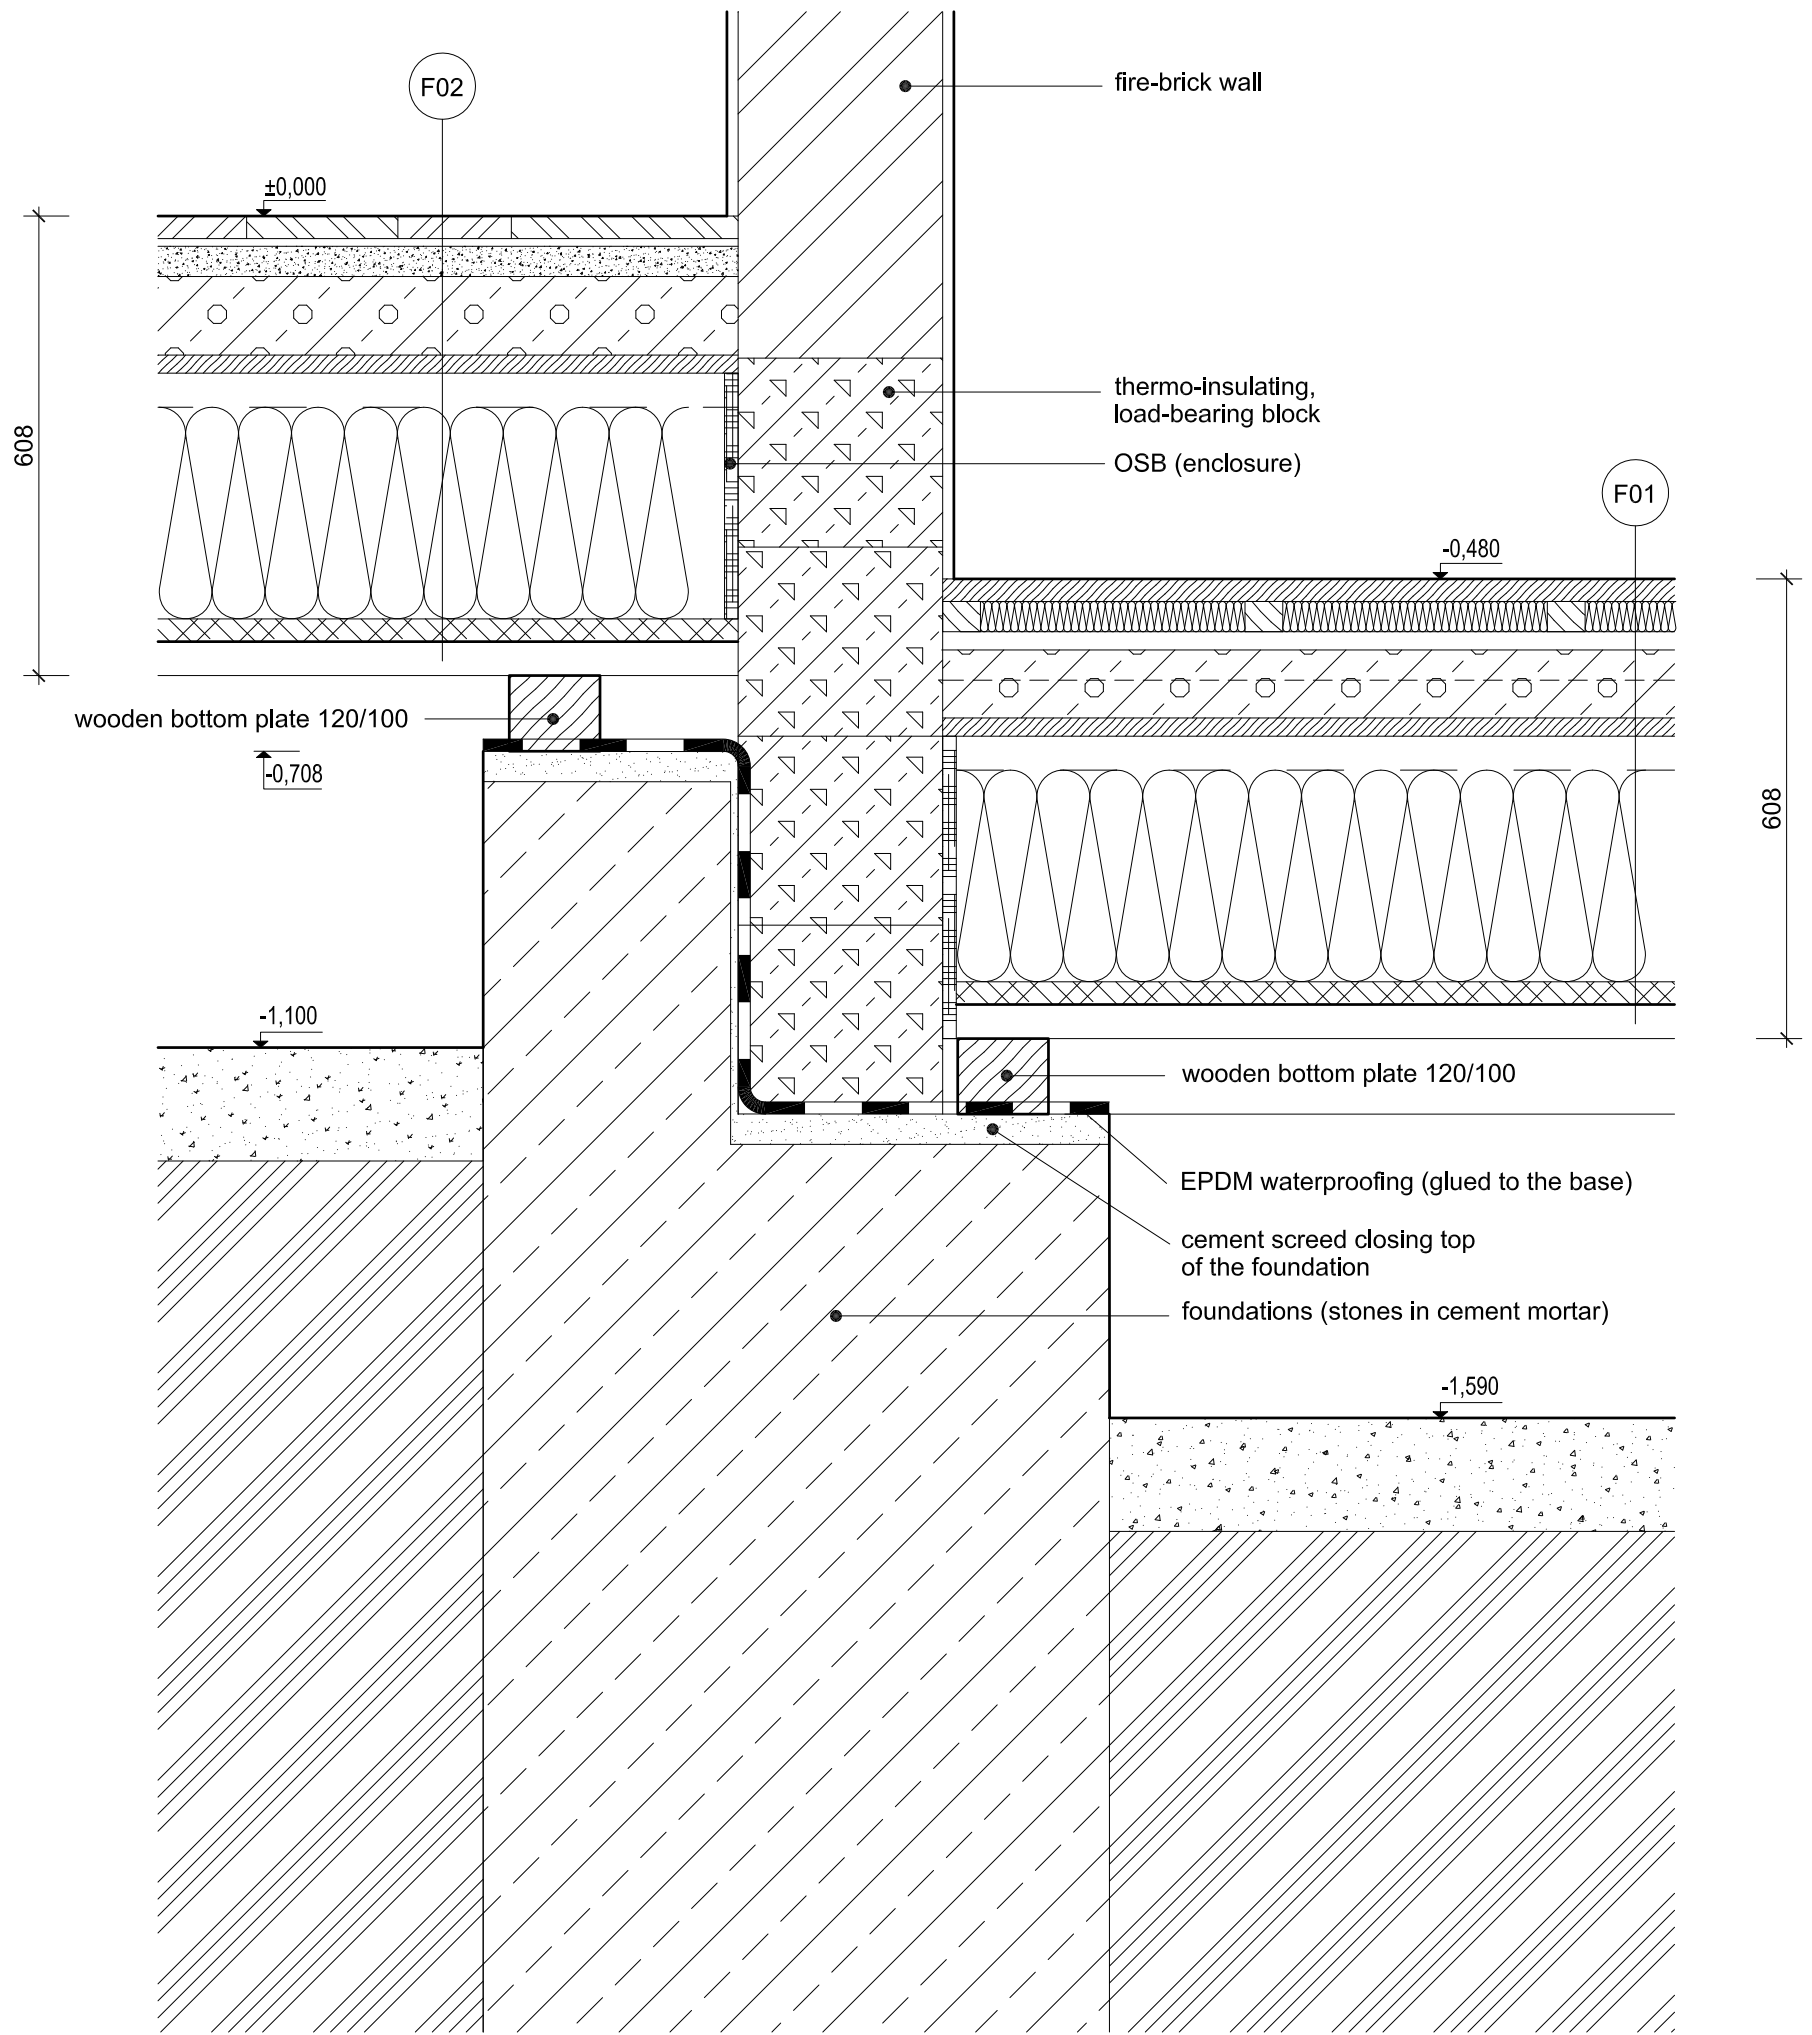 F02
fire-brick wall
±0,000
thermo-insulating,
load-bearing block
608
OSB (enclosure)
F01
-0,480
wooden bottom plate 120/100
-0,708
608
-1,100
wooden bottom plate 120/100
EPDM waterproofing (glued to the base)
cement screed closing top
of the foundation
foundations (stones in cement mortar)
-1,590